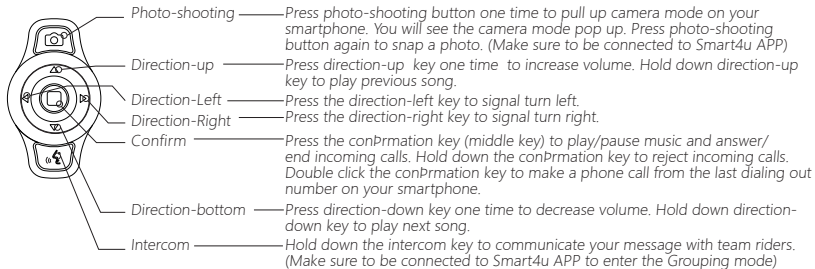 Photo-shooting Press photo-shooting button one time to pull up camera mode on your
smartphone. You will see the camera mode pop up. Press photo-shooting
button again to snap a photo. (Make sure to be connected to Smart4u APP)
Direction-up Press direction-up key one time to increase volume. Hold down direction-up
key to play previous song.
Direction-Left Press the direction-left key to signal turn left.
Direction-Right Press the direction-right key to signal turn right.
Confirm Press the conÞrmation key (middle key) to play/pause music and answer/
end incoming calls. Hold down the conÞrmation key to reject incoming calls.
Double click the conÞrmation key to make a phone call from the last dialing out
number on your smartphone.
Direction-bottom Press direction-down key one time to decrease volume. Hold down direction-
down key to play next song.
Intercom Hold down the intercom key to communicate your message with team riders.
(Make sure to be connected to Smart4u APP to enter the Grouping mode)